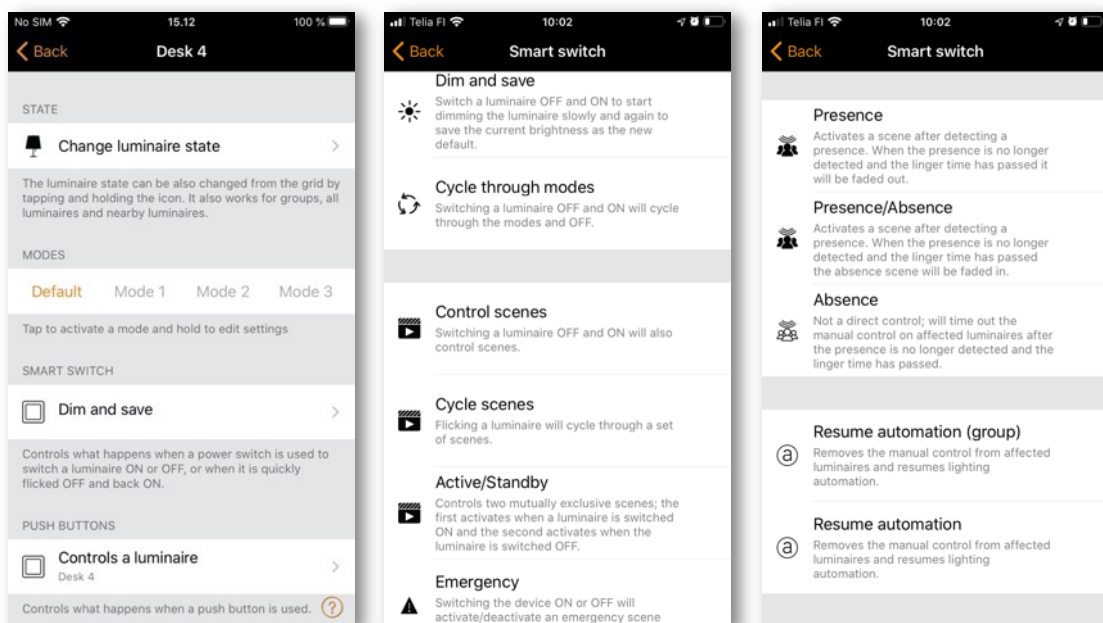 No SIM 15.12 100 %
Back Desk 4
STATE
Change luminaire state
The luminaire state can be also changed from the grid by
tapping and holding the icon. It also works for groups, all
luminaires and nearby luminaires.
MODES
Default Mode 1 Mode 2 Mode 3
Tap to activate a mode and hold to edit settings
SMART SWITCH
Dim and save
Controls what happens when a power switch is used to
switch a luminaire ON or OFF, or when it is quickly
flicked OFF and back ON.
PUSH BUTTONS
Controls a luminaire
Desk 4
Controls what happens when a push button is used. ?
Telia FI 10:02
Back Smart switch
Dim and save
Switch a luminaire OFF and ON to start
dimming the luminaire slowly and again to
save the current brightness as the new
default.
Cycle through modes
Switching a luminaire OFF and ON will cycle
through the modes and OFF.
Control scenes
Switching a luminaire OFF and ON will also
control scenes.
Cycle scenes
Flicking a luminaire will cycle through a set
of scenes.
Active/Standby
Controls two mutually exclusive scenes; the
first activates when a luminaire is switched
ON and the second activates when the
luminaire is switched OFF.
Emergency
Switching the device ON or OFF will
activate/deactivate an emergency scene
Telia FI 10:02
Back Smart switch
Presence
Activates a scene after detecting a
presence. When the presence is no longer
detected and the linger time has passed it
will be faded out.
Presence/Absence
Activates a scene after detecting a
presence. When the presence is no longer
detected and the linger time has passed
the absence scene will be faded in.
Absence
Not a direct control; will time out the
manual control on affected luminaires after
the presence is no longer detected and the
linger time has passed.
Resume automation (group)
a Removes the manual control from affected
luminaires and resumes lighting
automation.
Resume automation
a Removes the manual control from affected
luminaires and resumes lighting
automation.